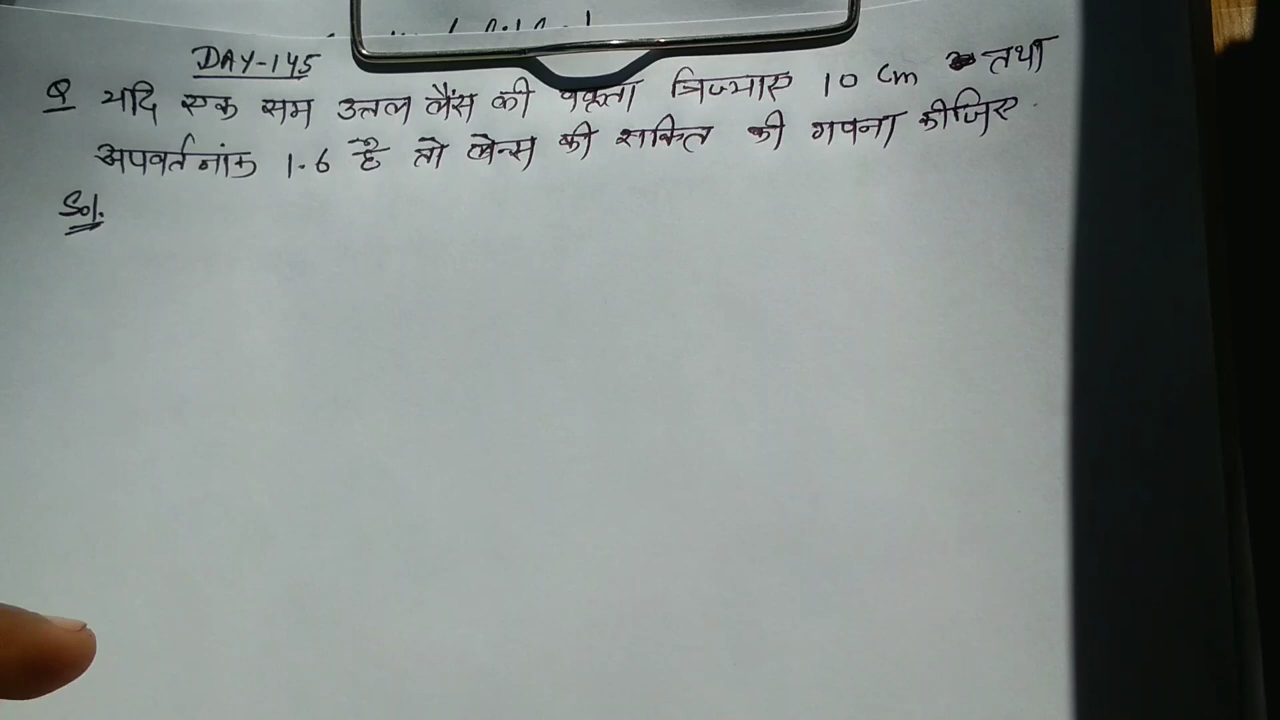 DAY-145
Q यदि एक सम उत्तल लैंस की वक्रता त्रिज्याए 10 cm तथा
अपवर्तनांक 1.6 है तो लेन्स की शक्ति की गणना कीजिए.
Sol.